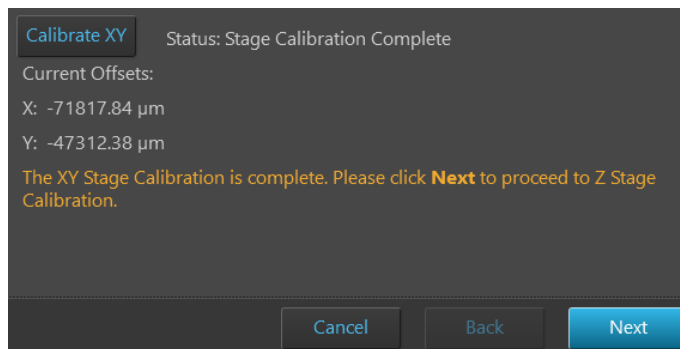 Calibrate XY Status: Stage Calibration Complete
Current Offsets:
X: -71817.84 µm
Y: -47312.38 µm
The XY Stage Calibration is complete. Please click Next to proceed to Z Stage
Calibration.
Cancel Back Next